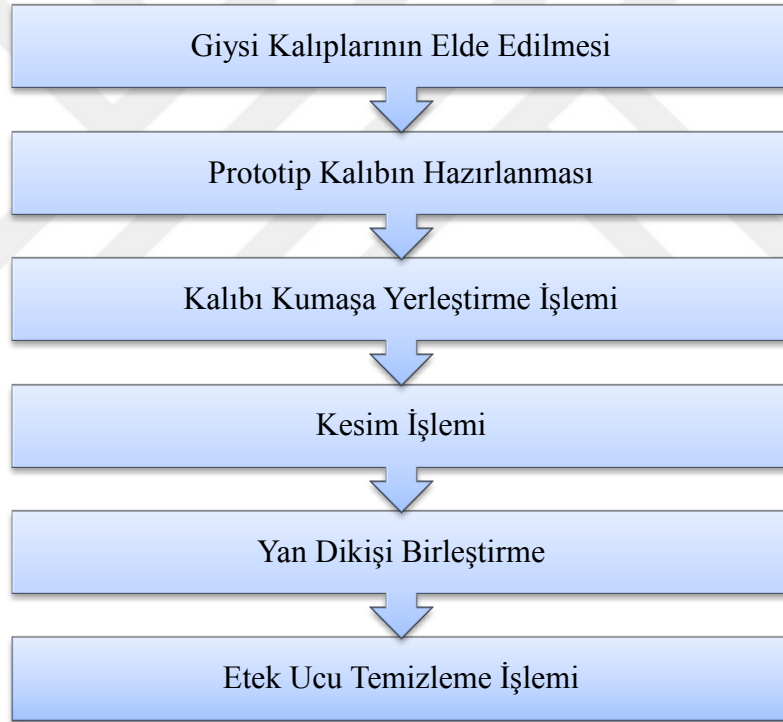 Giysi Kalıplarının Elde Edilmesi
Prototip Kalıbın Hazırlanması
Kalıbı Kumaşa Yerleştirme İşlemi
Kesim İşlemi
Yan Dikişi Birleştirme
Etek Ucu Temizleme İşlemi